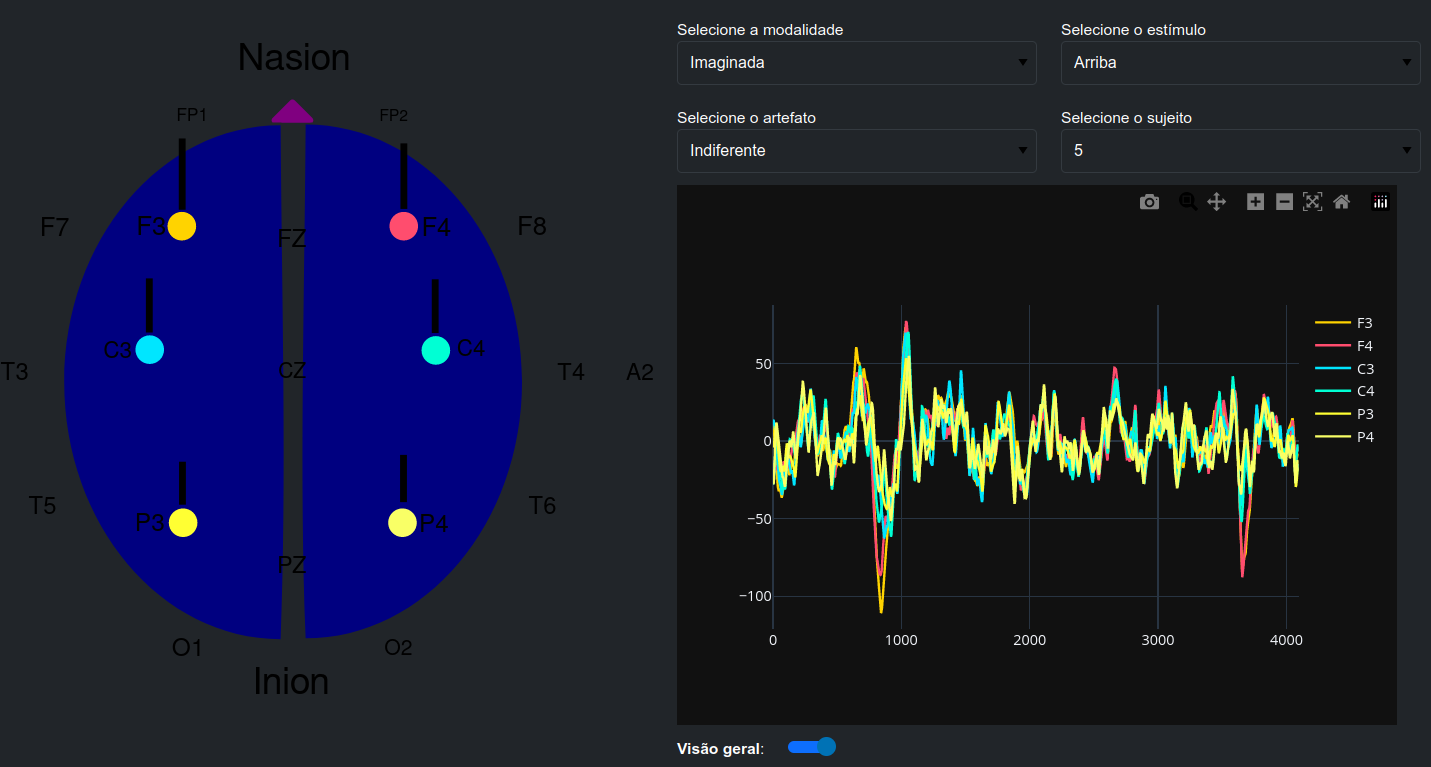 Nasion
FP1
FP2
F7
F3
FZ
F4
F8
T3
C3
CZ
C4
T4
A2
T5
P3
PZ
P4
T6
O1
O2
Inion
Selecione a modalidade
Imaginada
Selecione o estímulo
Arriba
Selecione o artefato
Indiferente
Selecione o sujeito
5
50
0
−50
−100
0
1000
2000
3000
4000
F3
F4
C3
C4
P3
P4
Visão geral: